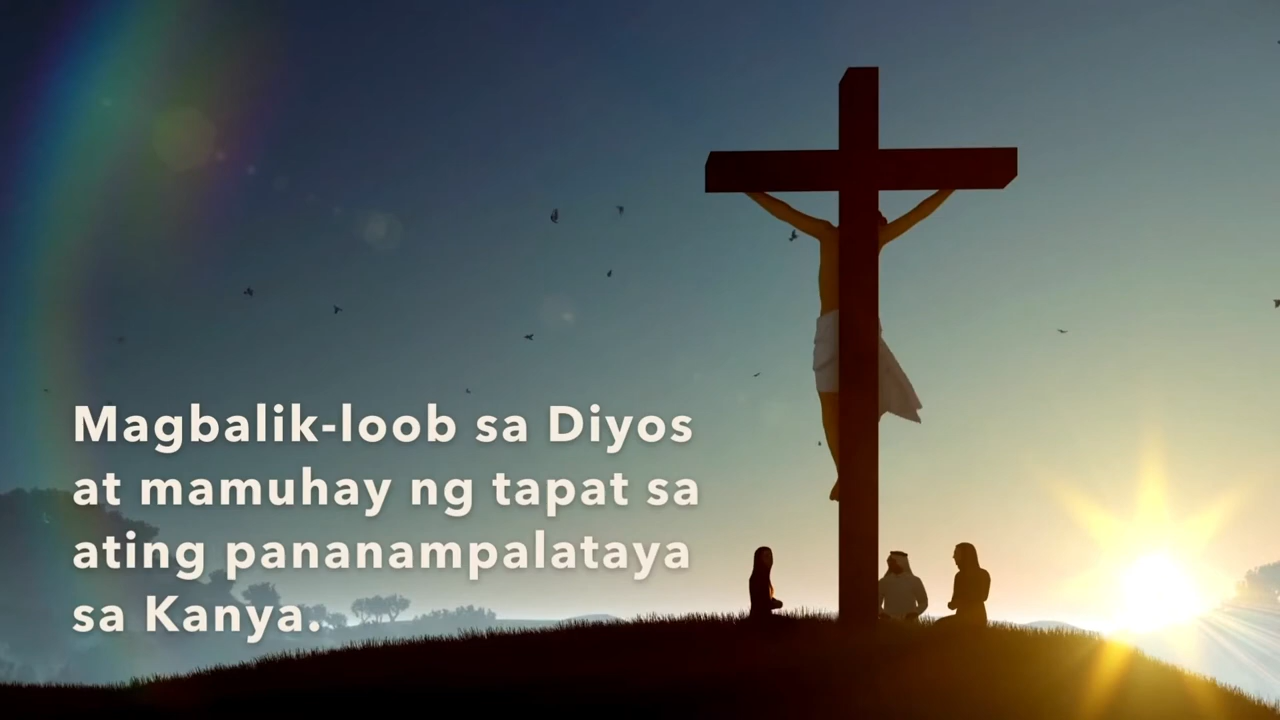 Magbalik-loob sa Diyos
at mamuhay ng tapat sa
ating pananampalataya
sa Kanya.